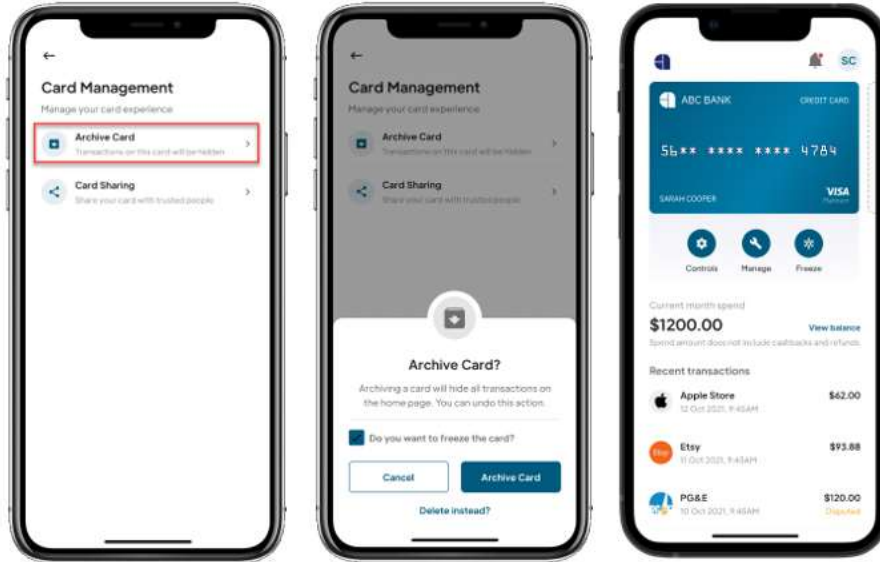 Card Management
Manage your card experience
Archive Card
Transactions on this card will be hidden
Card Sharing
Share your card with trusted people
Card Management
Manage your card experience
Archive Card
Transactions on this card will be hidden
Card Sharing
Share your card with trusted people
Archive Card?
Archiving a card will hide all transactions on
the home page. You can undo this action.
Do you want to freeze the card?
Cancel
Archive Card
Delete instead?
SC
ABC BANK
CREDIT CARD
56** **** **** 4784
SARAH COOPER
VISA
Platinum
Controls
Manage
Freeze
Current month spend
$1200.00
View balance
Spend amount does not include cashbacks and refunds
Recent transactions
Apple Store
$62.00
12 Oct 2021, 9:45AM
Etsy
Etsy
$93.88
11 Oct 2021, 9:45AM
PG&E
$120.00
10 Oct 2021, 9:45AM
Disputed